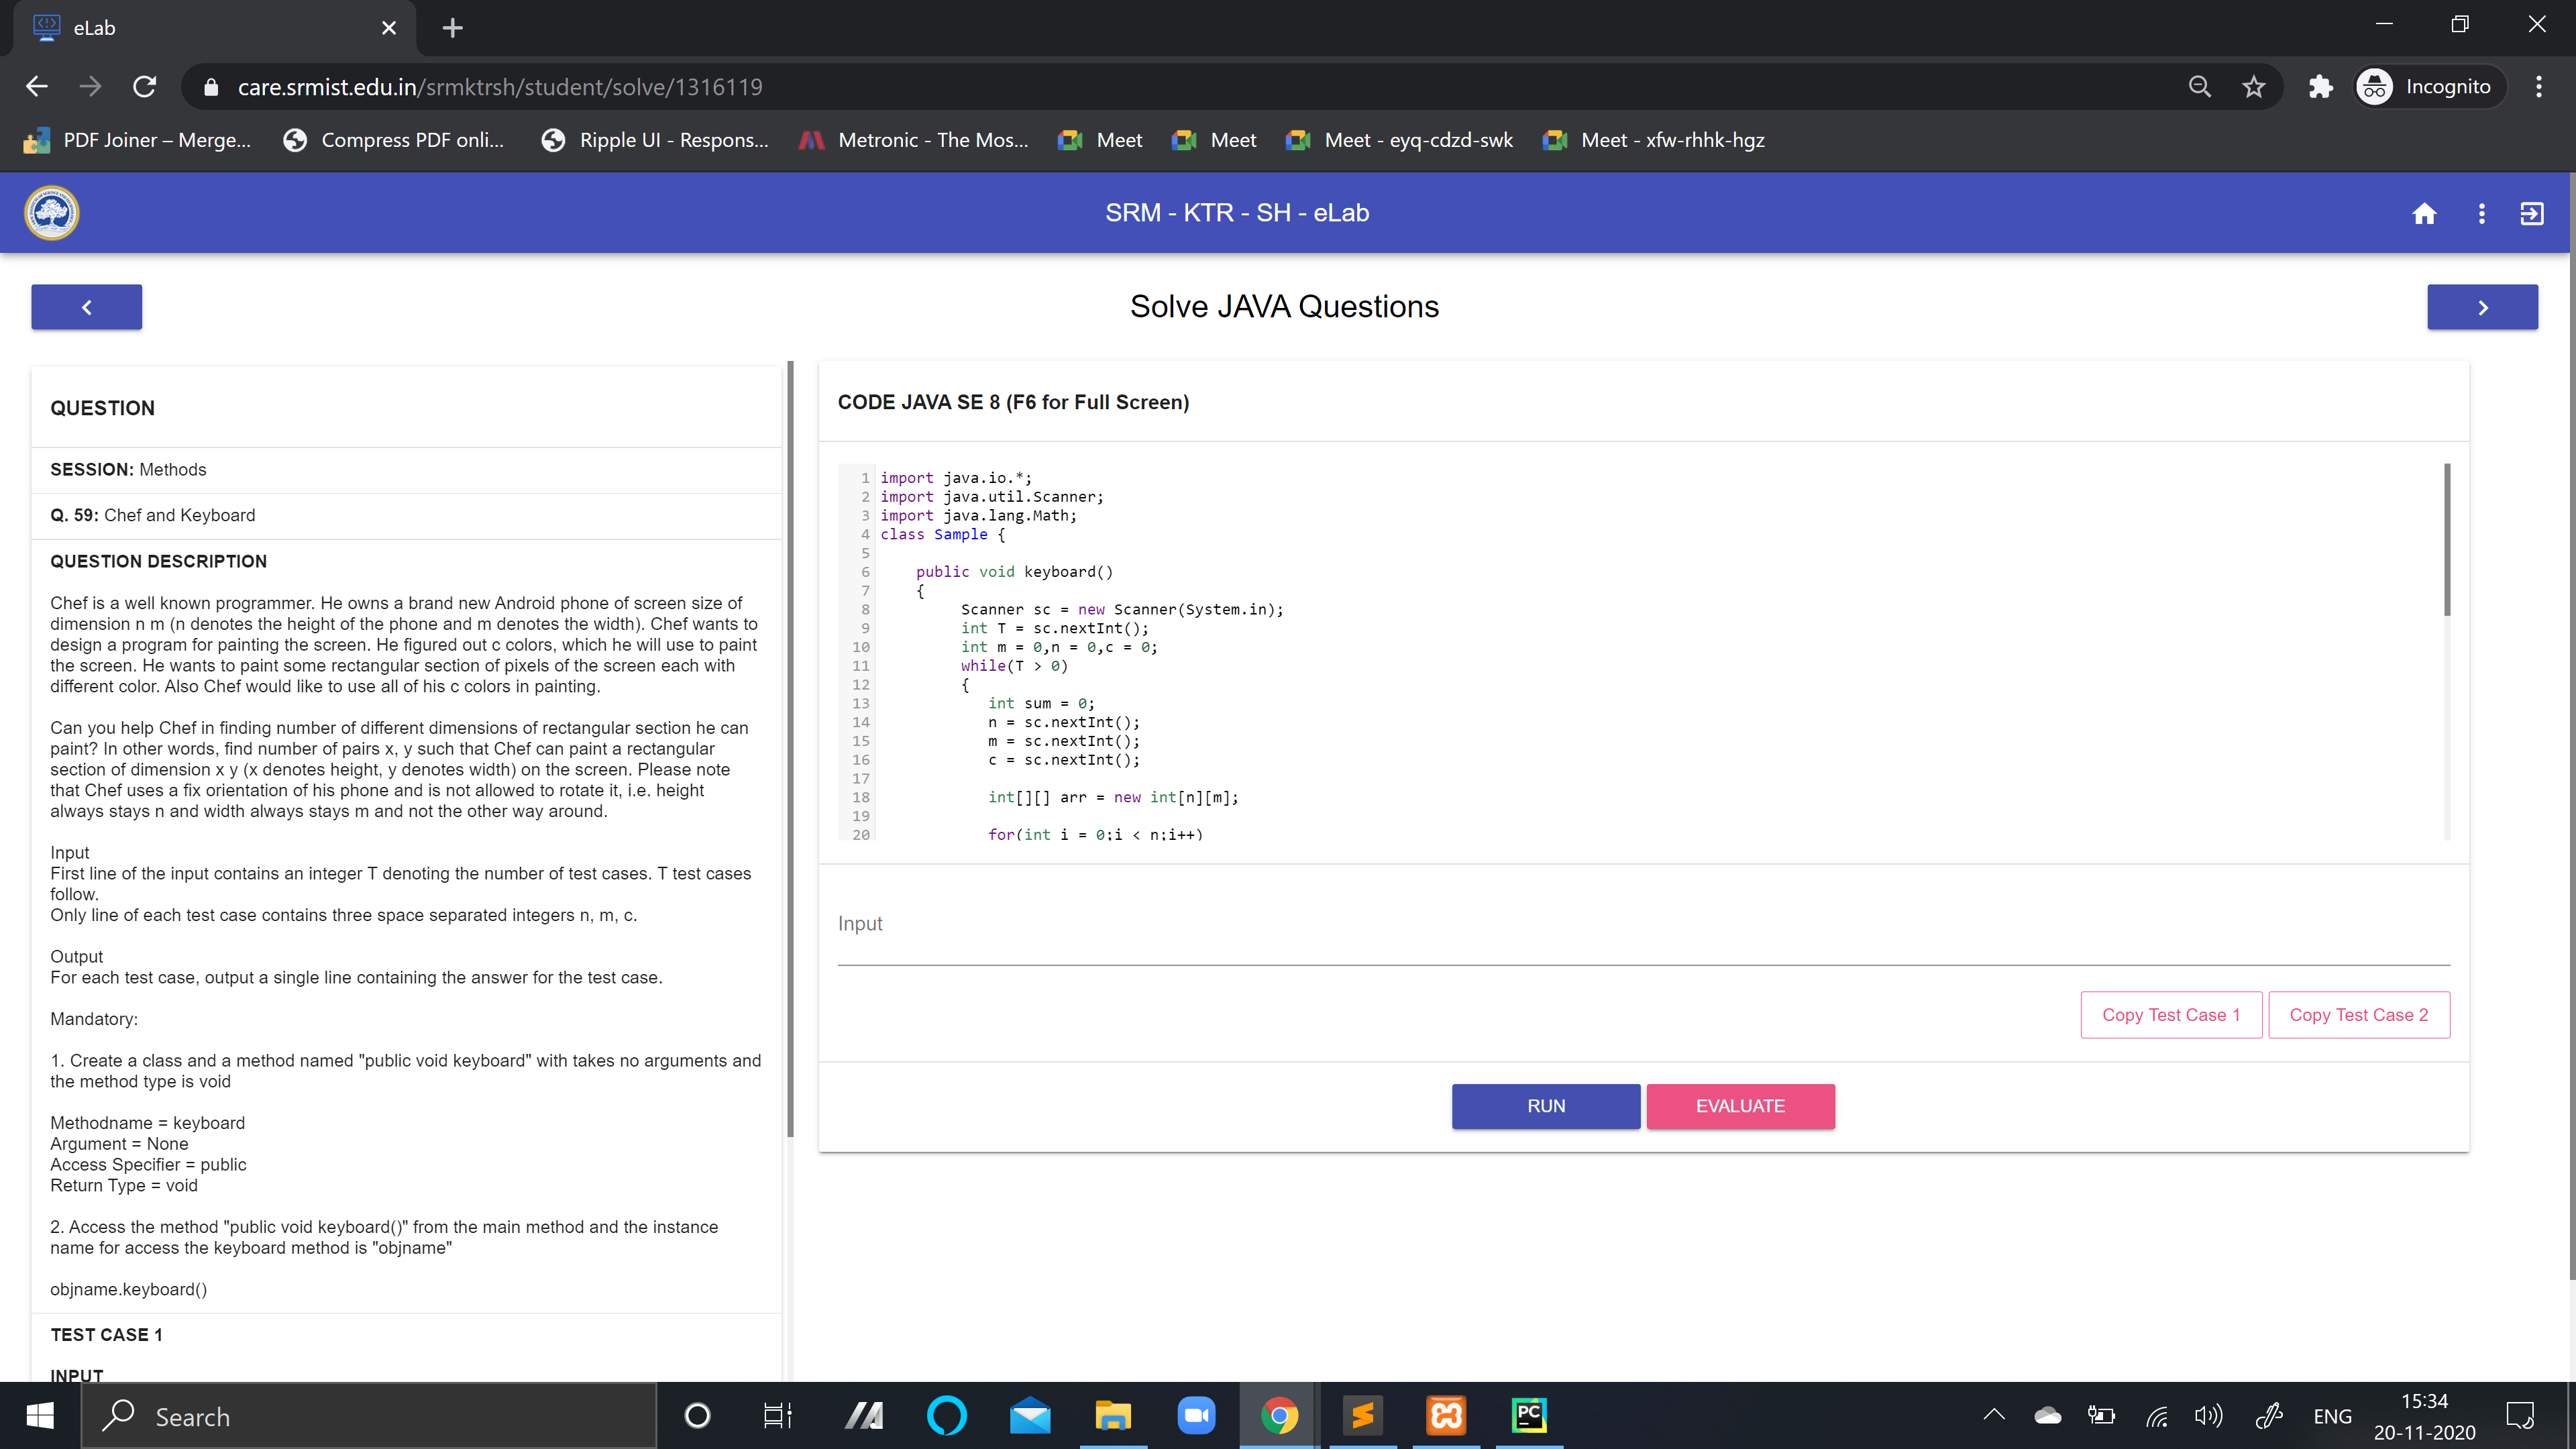 eLab
care.srmist.edu.in/srmktrsh/student/solve/1316119
Incognito
PDF Joiner – Merge...
Compress PDF onli...
Ripple UI - Respons...
Metronic - The Mos...
Meet
Meet
Meet - eyq-cdzd-swk
Meet - xfw-rhhk-hgz
SRM - KTR - SH - eLab
Solve JAVA Questions
QUESTION
SESSION: Methods
Q. 59: Chef and Keyboard
QUESTION DESCRIPTION
Chef is a well known programmer. He owns a brand new Android phone of screen size of
dimension n m (n denotes the height of the phone and m denotes the width). Chef wants to
design a program for painting the screen. He figured out c colors, which he will use to paint
the screen. He wants to paint some rectangular section of pixels of the screen each with
different color. Also Chef would like to use all of his c colors in painting.
Can you help Chef in finding number of different dimensions of rectangular section he can
paint? In other words, find number of pairs x, y such that Chef can paint a rectangular
section of dimension x y (x denotes height, y denotes width) on the screen. Please note
that Chef uses a fix orientation of his phone and is not allowed to rotate it, i.e. height
always stays n and width always stays m and not the other way around.
Input
First line of the input contains an integer T denoting the number of test cases. T test cases
follow.
Only line of each test case contains three space separated integers n, m, c.
Output
For each test case, output a single line containing the answer for the test case.
Mandatory:
1. Create a class and a method named "public void keyboard" with takes no arguments and
the method type is void
Methodname = keyboard
Argument = None
Access Specifier = public
Return Type = void
2. Access the method "public void keyboard()" from the main method and the instance
name for access the keyboard method is "objname"
objname.keyboard()
TEST CASE 1
INPUT
CODE JAVA SE 8 (F6 for Full Screen)
1 import java.io.*;
2 import java.util.Scanner;
3 import java.lang.Math;
4 class Sample {
5
6 public void keyboard()
7 {
8 Scanner sc = new Scanner(System.in);
9 int T = sc.nextInt();
10 int m = 0,n = 0,c = 0;
11 while(T > 0)
12 {
13 int sum = 0;
14 n = sc.nextInt();
15 m = sc.nextInt();
16 c = sc.nextInt();
17
18 int[][] arr = new int[n][m];
19
20 for(int i = 0;i < n;i++)
Input
Copy Test Case 1
Copy Test Case 2
RUN
EVALUATE
Search
PC
ENG
15:34
20-11-2020